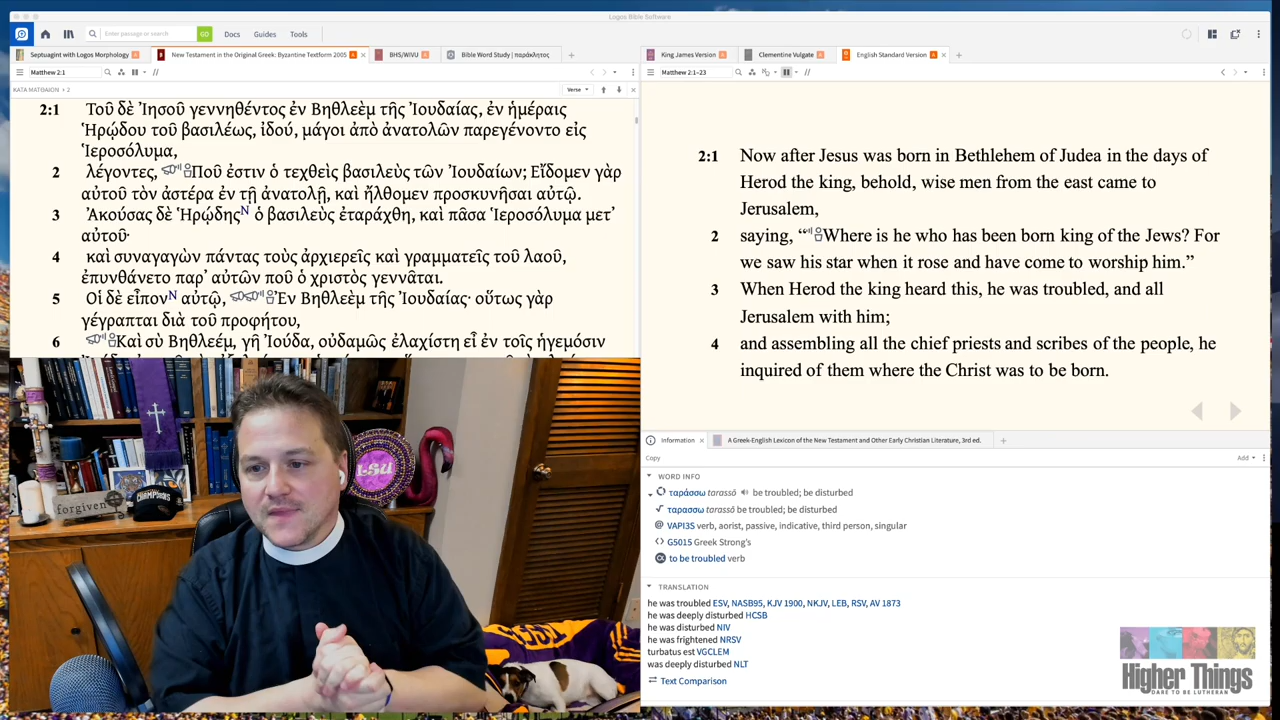 Logos Bible Software
Enter passage or search
GO
Docs
Guides
Tools
Septuagint with Logos Morphology
New Testament in the Original Greek: Byzantine Textform 2005
BHS/WIVU
Bible Word Study | παράκλητος
King James Version
Clementine Vulgate
English Standard Version
Matthew 2:1
ΚΑΤΑ ΜΑΤΘΑΙΟΝ > 2
Verse
2:1 Τοῦ δὲ Ἰησοῦ γεννηθέντος ἐν Βηθλεὲμ τῆς Ἰουδαίας, ἐν ἡμέραις
Ἡρῴδου τοῦ βασιλέως, ἰδού, μάγοι ἀπὸ ἀνατολῶν παρεγένοντο εἰς
Ἱεροσόλυμα,
2 λέγοντες, Ποῦ ἐστιν ὁ τεχθεὶς βασιλεὺς τῶν Ἰουδαίων; Εἴδομεν γὰρ
αὐτοῦ τὸν ἀστέρα ἐν τῇ ἀνατολῇ, καὶ ἤλθομεν προσκυνῆσαι αὐτῷ.
3 Ἀκούσας δὲ Ἡρῴδης N ὁ βασιλεὺς ἐταράχθη, καὶ πᾶσα Ἱεροσόλυμα μετ’
αὐτοῦ·
4 καὶ συναγαγὼν πάντας τοὺς ἀρχιερεῖς καὶ γραμματεῖς τοῦ λαοῦ,
ἐπυνθάνετο παρ’ αὐτῶν ποῦ ὁ χριστὸς γεννᾶται.
5 Οἱ δὲ εἶπον N αὐτῷ, Ἐν Βηθλεὲμ τῆς Ἰουδαίας· οὕτως γὰρ
γέγραπται διὰ τοῦ προφήτου,
6 Καὶ σὺ Βηθλεέμ, γῆ Ἰούδα, οὐδαμῶς ἐλαχίστη εἶ ἐν τοῖς ἡγεμόσιν
Matthew 2:1–23
2:1 Now after Jesus was born in Bethlehem of Judea in the days of
Herod the king, behold, wise men from the east came to
Jerusalem,
2 saying, “Where is he who has been born king of the Jews? For
we saw his star when it rose and have come to worship him.”
3 When Herod the king heard this, he was troubled, and all
Jerusalem with him;
4 and assembling all the chief priests and scribes of the people, he
inquired of them where the Christ was to be born.
Information
A Greek-English Lexicon of the New Testament and Other Early Christian Literature, 3rd ed.
Copy
Add
WORD INFO
ταράσσω tarassō be troubled; be disturbed
ταρασσω tarassō be troubled; be disturbed
@ VAPI3S verb, aorist, passive, indicative, third person, singular
G5015 Greek Strong's
to be troubled verb
TRANSLATION
he was troubled ESV, NASB95, KJV 1900, NKJV, LEB, RSV, AV 1873
he was deeply disturbed HCSB
he was disturbed NIV
he was frightened NRSV
turbatus est VGCLEM
was deeply disturbed NLT
Text Comparison
forgiven
CHAMPIONS
LSU
Higher Things
DARE TO BE LUTHERAN